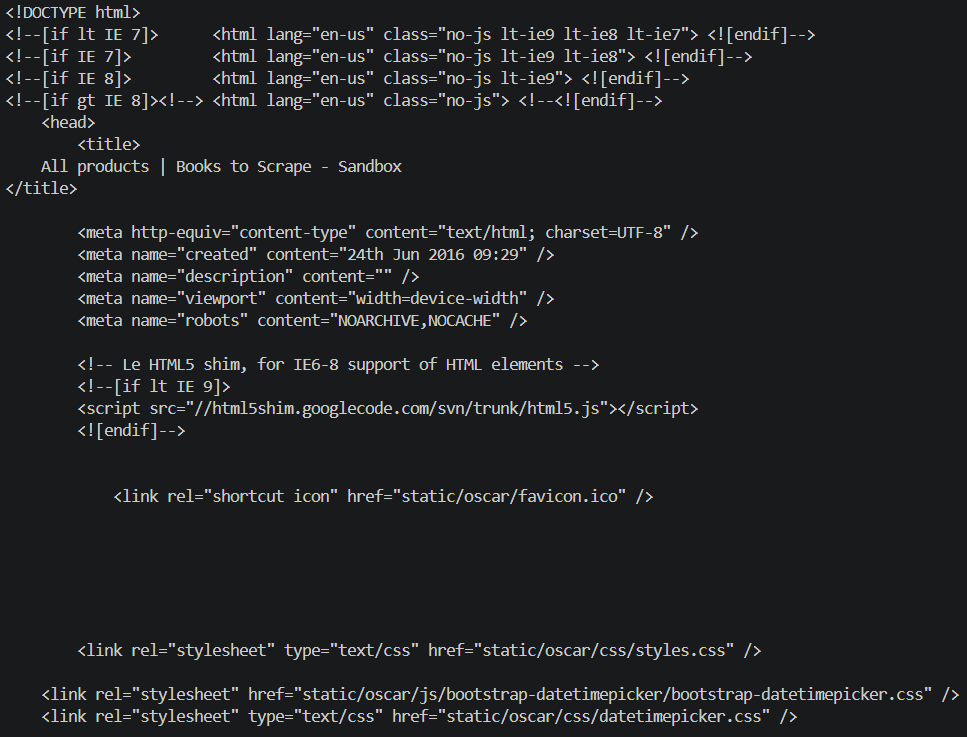 <!DOCTYPE html>
<!--[if lt IE 7]>      <html lang="en-us" class="no-js lt-ie9 lt-ie8 lt-ie7"> <![endif]-->
<!--[if IE 7]>         <html lang="en-us" class="no-js lt-ie9 lt-ie8"> <![endif]-->
<!--[if IE 8]>         <html lang="en-us" class="no-js lt-ie9"> <![endif]-->
<!--[if gt IE 8]><!--> <html lang="en-us" class="no-js"> <!--<![endif]-->
    <head>
        <title>
    All products | Books to Scrape - Sandbox
</title>
        <meta http-equiv="content-type" content="text/html; charset=UTF-8" />
        <meta name="created" content="24th Jun 2016 09:29" />
        <meta name="description" content="" />
        <meta name="viewport" content="width=device-width" />
        <meta name="robots" content="NOARCHIVE,NOCACHE" />
        <!-- Le HTML5 shim, for IE6-8 support of HTML elements -->
        <!--[if lt IE 9]>
        <script src="//html5shim.googlecode.com/svn/trunk/html5.js"></script>
        <![endif]-->
            <link rel="shortcut icon" href="static/oscar/favicon.ico" />
        <link rel="stylesheet" type="text/css" href="static/oscar/css/styles.css" />
    <link rel="stylesheet" href="static/oscar/js/bootstrap-datetimepicker/bootstrap-datetimepicker.css" />
    <link rel="stylesheet" type="text/css" href="static/oscar/css/datetimepicker.css" />